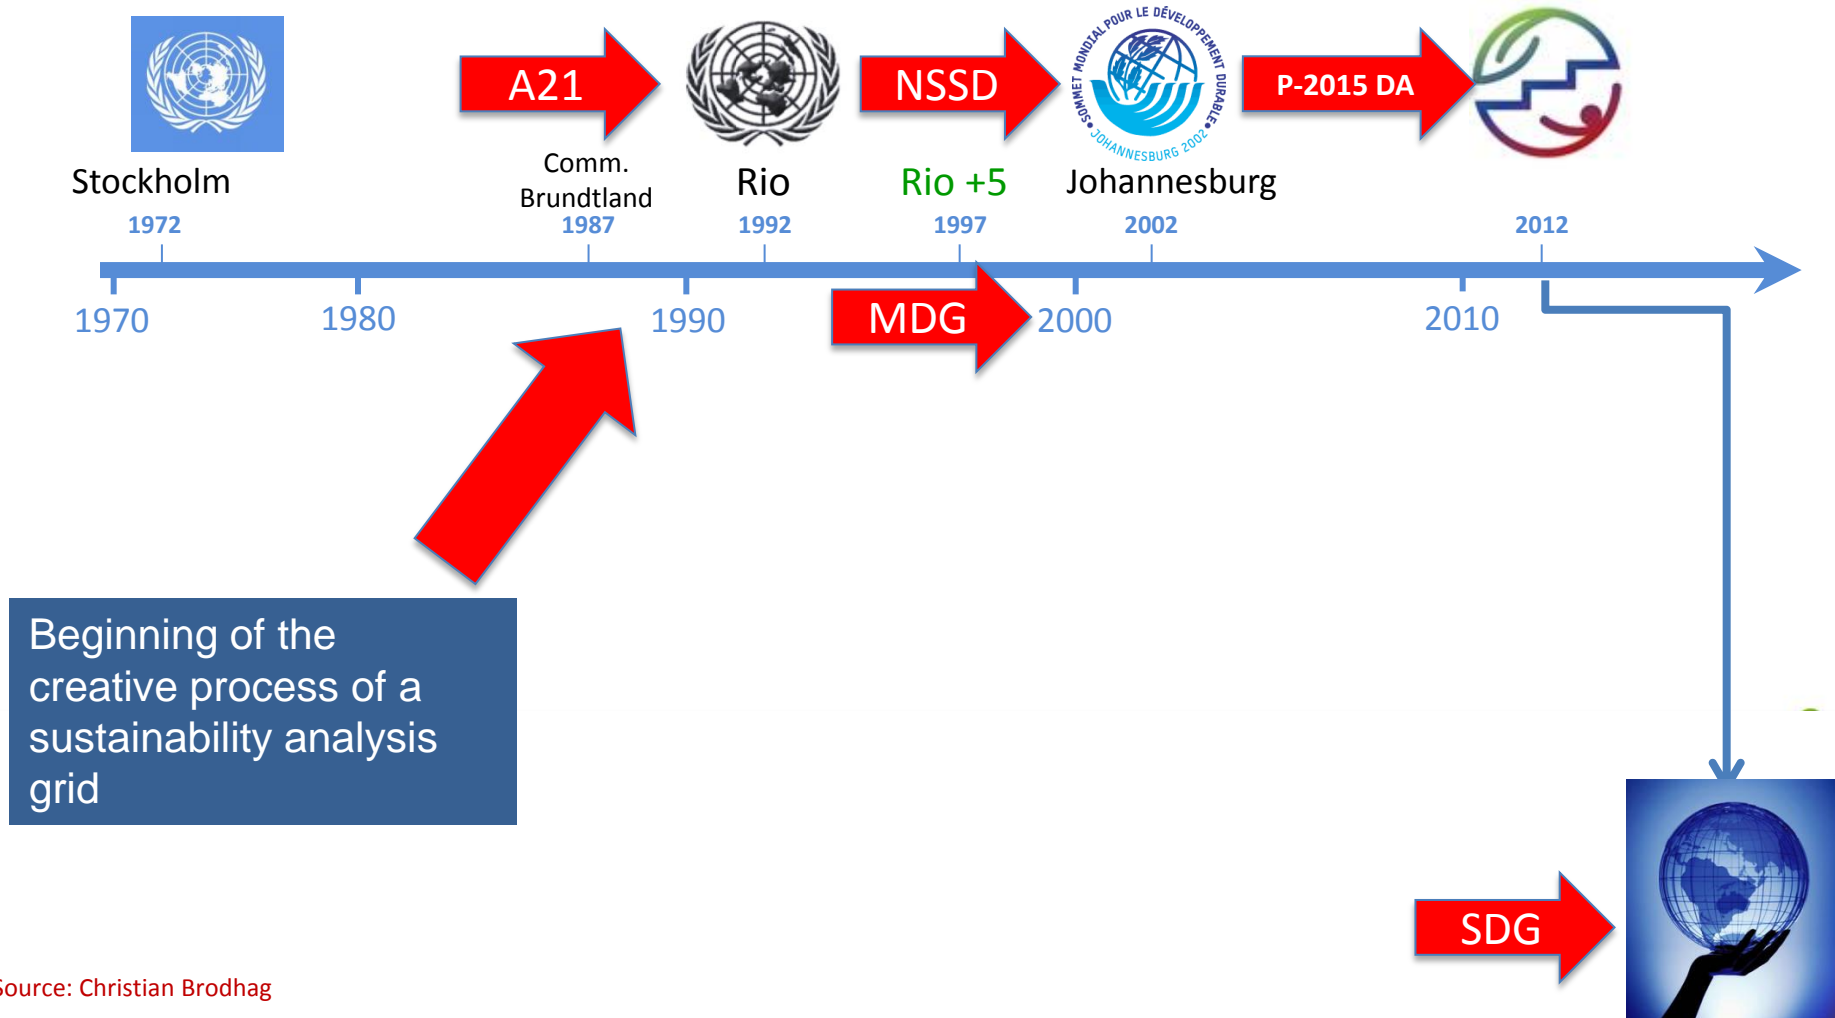 A21
NSSD
SOMMET MONDIAL POUR LE DÉVELOPPEMENT DURABLE
JOHANNESBURG 2002
P-2015 DA
Stockholm
Comm.
Brundtland
Rio
Rio +5
Johannesburg
1972
1987
1992
1997
2002
2012
1970
1980
1990
MDG
2000
2010
Beginning of the
creative process of a
sustainability analysis
grid
SDG
Source: Christian Brodhag